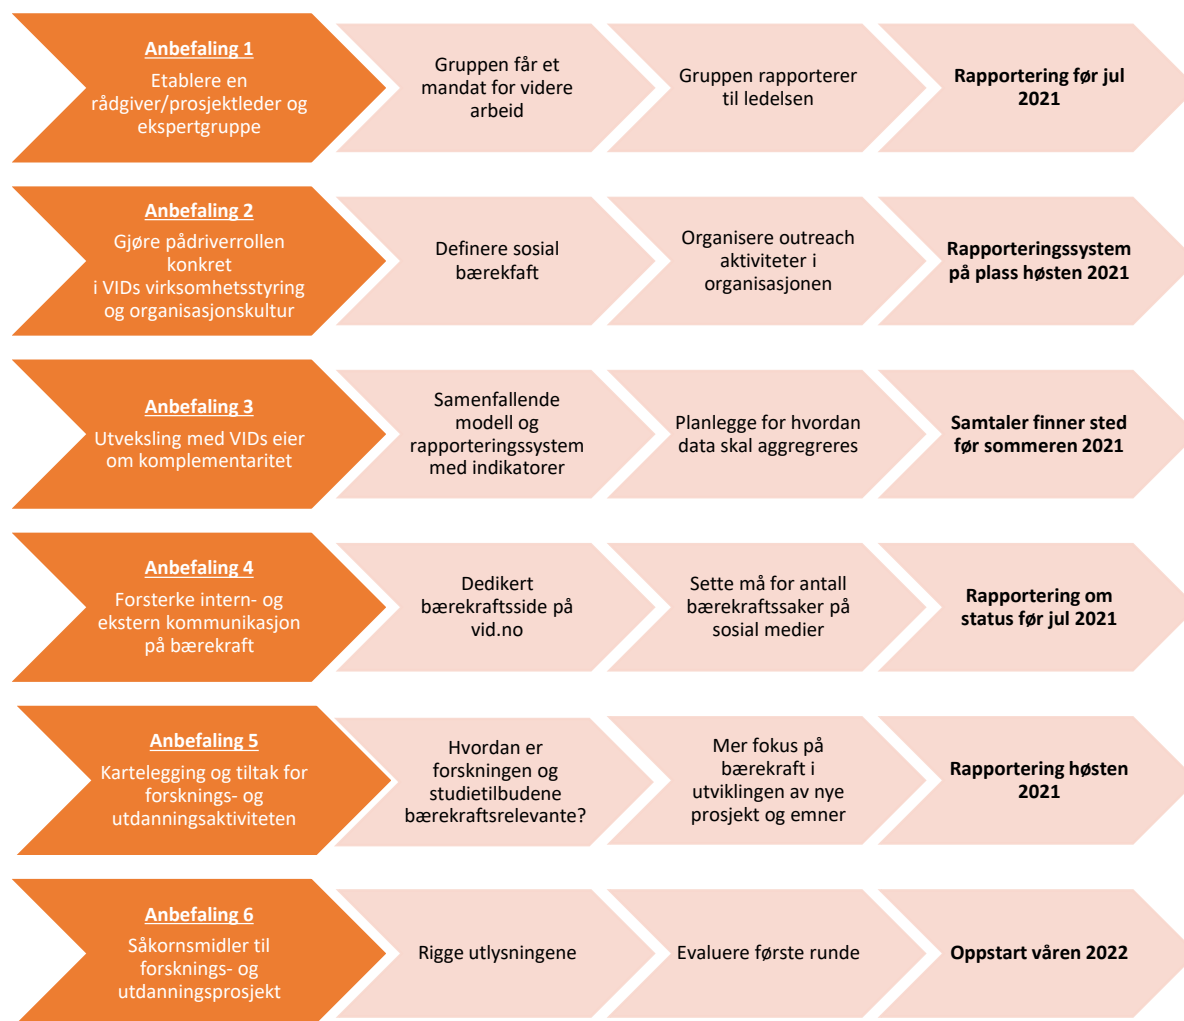 Anbefaling 1
Etablere en
rådgiver/prosjektleder og
ekspertgruppe
Gruppen får et
mandat for videre
arbeid
Gruppen rapporterer
til ledelsen
Rapportering før jul
2021
Anbefaling 2
Gjøre pådriverrollen
konkret
i VIDs virksomhetsstyring
og organisasjonskultur
Definere sosial
bærekfaft
Organisere outreach
aktiviteter i
organisasjonen
Rapporteringssystem
på plass høsten 2021
Anbefaling 3
Utveksling med VIDs eier
om komplementaritet
Samenfallende
modell og
rapporteringssystem
med indikatorer
Planlegge for hvordan
data skal aggregreres
Samtaler finner sted
før sommeren 2021
Anbefaling 4
Forsterke intern- og
ekstern kommunikasjon
på bærekraft
Dedikert
bærekraftsside på
vid.no
Sette må for antall
bærekraftssaker på
sosial medier
Rapportering om
status før jul 2021
Anbefaling 5
Kartelegging og tiltak for
forsknings- og
utdanningsaktiviteten
Hvordan er
forskningen og
studietilbudene
bærekraftsrelevante?
Mer fokus på
bærekraft i
utviklingen av nye
prosjekt og emner
Rapportering høsten
2021
Anbefaling 6
Såkornsmidler til
forsknings- og
utdanningsprosjekt
Rigge utlysningene
Evaluere første runde
Oppstart våren 2022